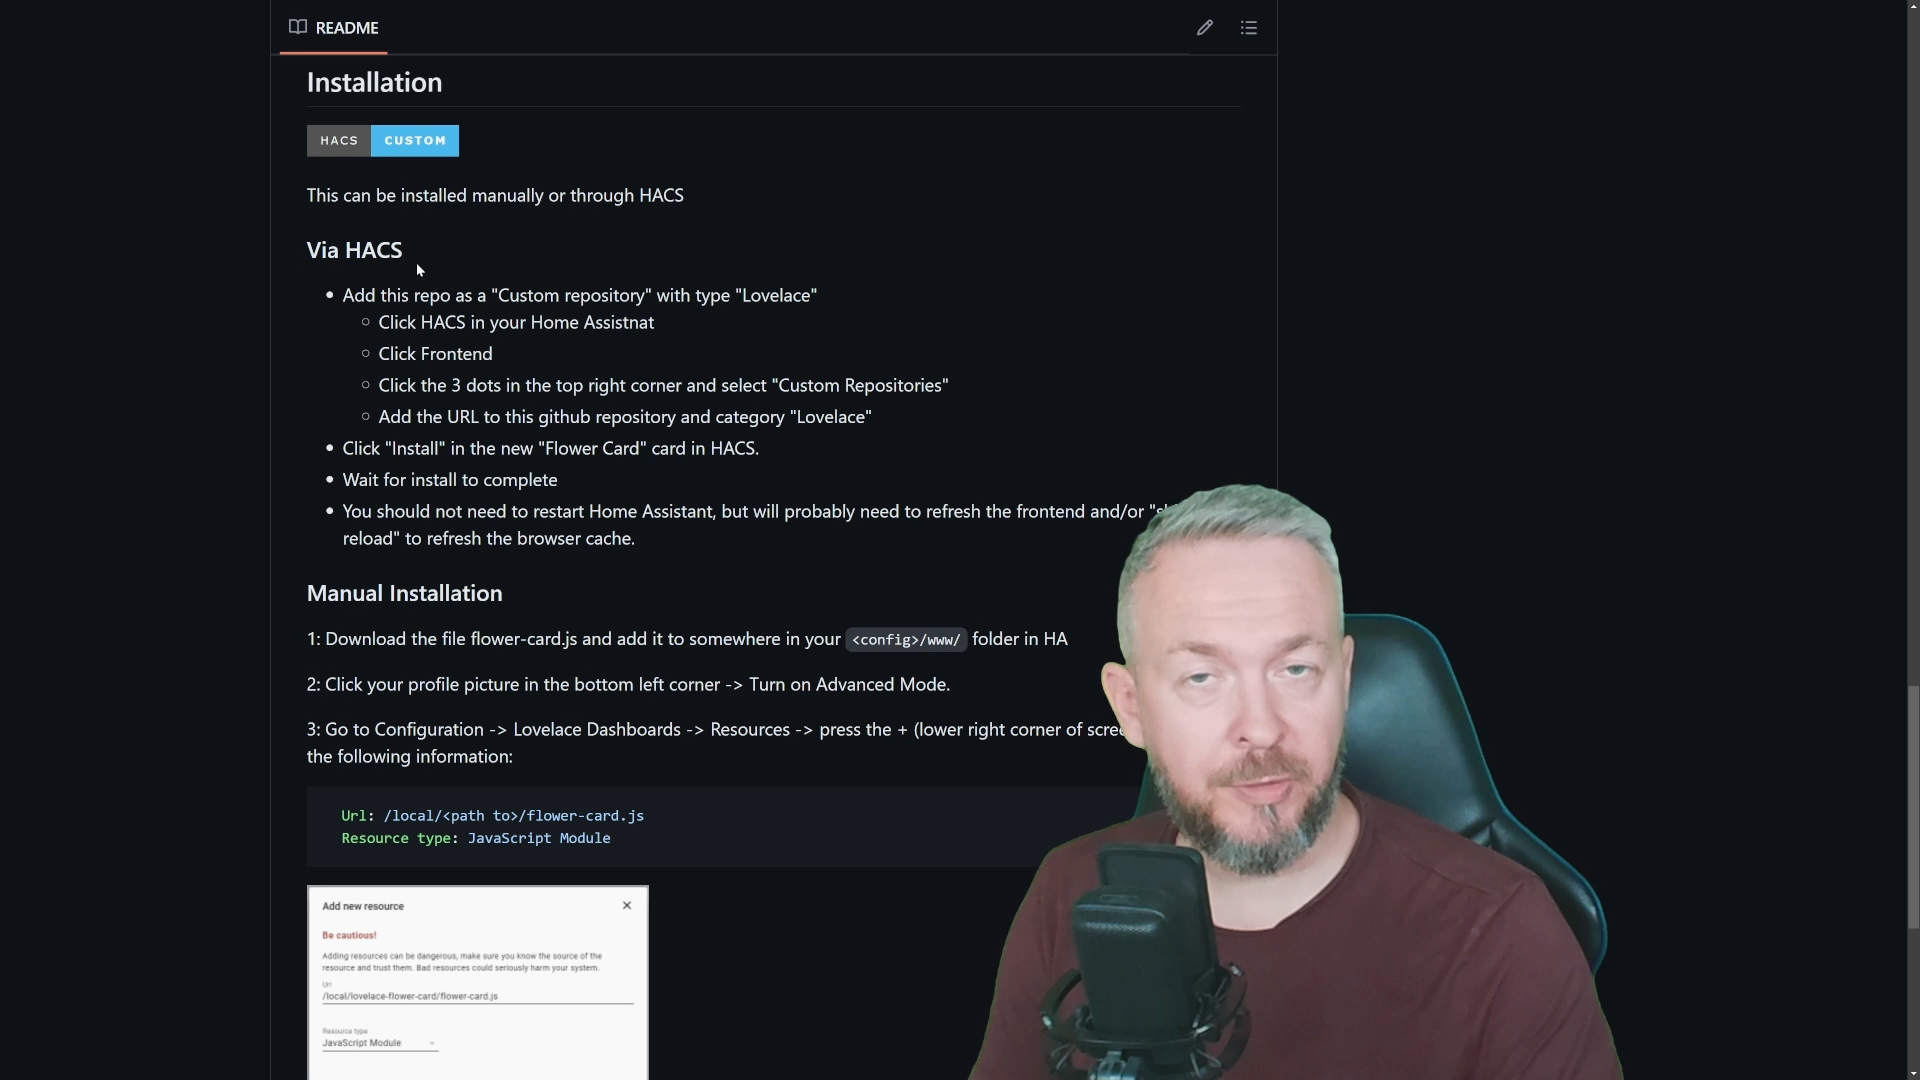 README
Installation
HACS CUSTOM
This can be installed manually or through HACS
Via HACS
Add this repo as a "Custom repository" with type "Lovelace"
Click HACS in your Home Assistnat
Click Frontend
Click the 3 dots in the top right corner and select "Custom Repositories"
Add the URL to this github repository and category "Lovelace"
Click "Install" in the new "Flower Card" card in HACS.
Wait for install to complete
You should not need to restart Home Assistant, but will probably need to refresh the frontend and/or
reload" to refresh the browser cache.
Manual Installation
1: Download the file flower-card.js and add it to somewhere in your <config>/www/ folder in HA
2: Click your profile picture in the bottom left corner -> Turn on Advanced Mode.
3: Go to Configuration -> Lovelace Dashboards -> Resources -> press the + (lower right corner of
the following information:
Url: /local/<path to>/flower-card.js
Resource type: JavaScript Module
Add new resource
Be cautious!
Adding resources can be dangerous, make sure you know the source of the
resource and trust them. Bad resources could seriously harm your system.
Url
/local/lovelace-flower-card/flower-card.js
Resource type
JavaScript Module